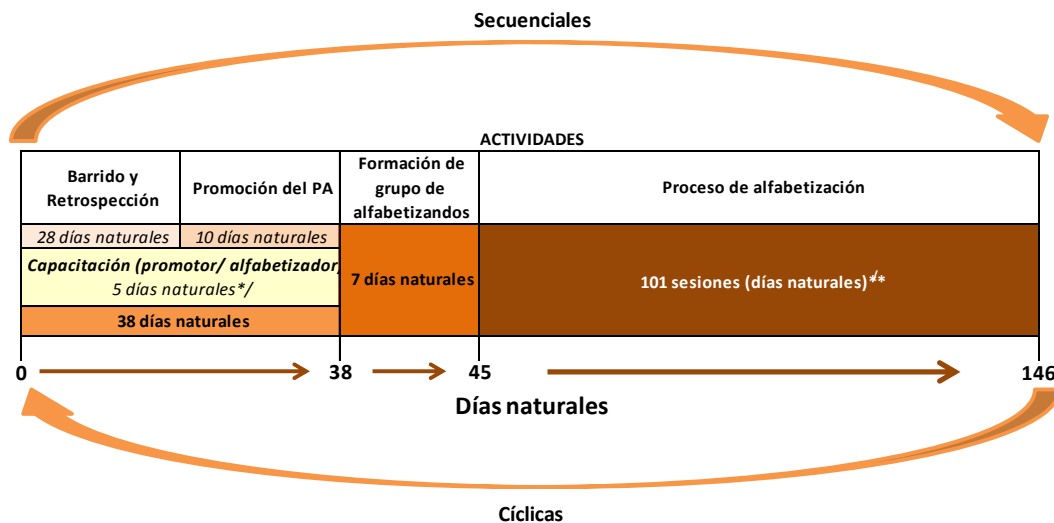 Secuenciales
ACTIVIDADES
Barrido y
Retrospección
Promoción del PA
Formación de
grupo de
alfabetizandos
Proceso de alfabetización
28 días naturales
10 días naturales
Capacitación (promotor/ alfabetizador
5 días naturales*/
38 días naturales
7 días naturales
101 sesiones (días naturales)**/
0
38
45
146
Días naturales
Cíclicas